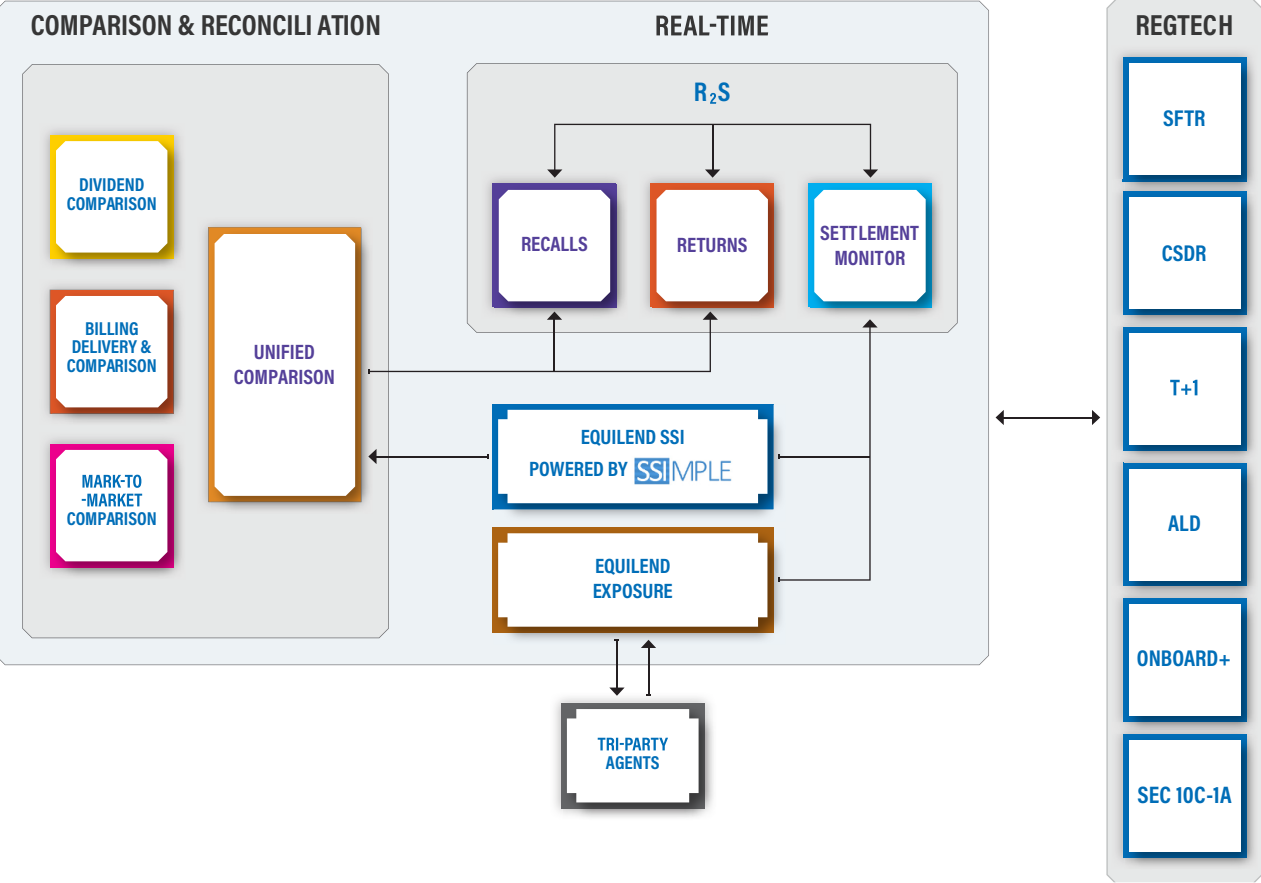 COMPARISON & RECONCILI ATION
DIVIDEND
COMPARISON
BILLING
DELIVERY &
COMPARISON
MARK-TO
-MARKET
COMPARISON
UNIFIED
COMPARISON
REAL-TIME
R₂S
RECALLS
RETURNS
SETTLEMENT
MONITOR
EQUILEND SSI
POWERED BY SSIMPLE
EQUILEND
EXPOSURE
TRI-PARTY
AGENTS
REGTECH
SFTR
CSDR
T+1
ALD
ONBOARD+
SEC 10C-1A